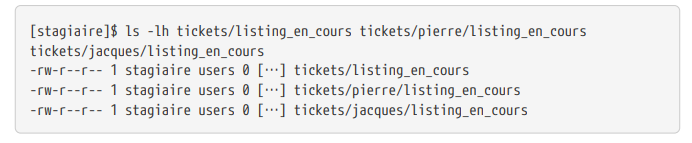 [stagiaire]$ ls -lh tickets/listing_en_cours tickets/pierre/listing_en_cours
tickets/jacques/listing_en_cours
-rw-r--r-- 1 stagiaire users 0 […] tickets/listing_en_cours
-rw-r--r-- 1 stagiaire users 0 […] tickets/pierre/listing_en_cours
-rw-r--r-- 1 stagiaire users 0 […] tickets/jacques/listing_en_cours